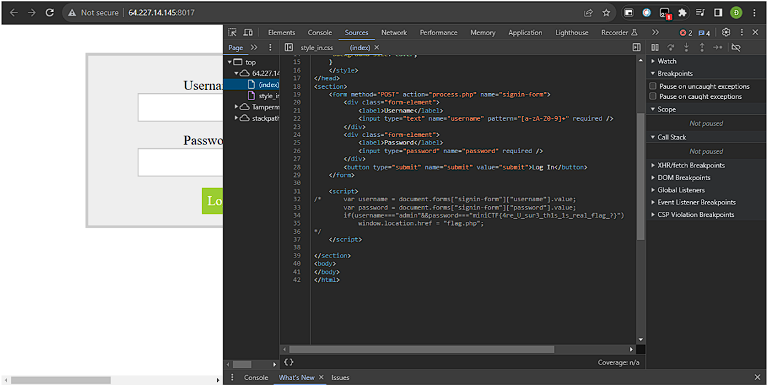 Not secure 64.227.14.145:8017
D
Elements Console Sources Network Performance Memory Application Lighthouse Recorder 2 4
Page style_in.css (index)
top
64.227.14
(index)
style_in
Tamperm
stackpath
Userna
Passwo
Lo
15 }
16 </style>
17 </head>
18 <section>
19 <form method="POST" action="process.php" name="signin-form">
20 <div class="form-element">
21 <label>Username</label>
22 <input type="text" name="username" pattern="[a-zA-Z0-9]+" required />
23 </div>
24 <div class="form-element">
25 <label>Password</label>
26 <input type="password" name="password" required />
27 </div>
28 <button type="submit" name="submit" value="submit">Log In</button>
29 </form>
30
31 <script>
32 /* var username = document.forms["signin-form"]["username"].value;
33 var password = document.forms["signin-form"]["password"].value;
34 if(username==="admin"&&password==="miniCTF{4re_U_sur3_th1s_1s_real_flag_?}")
35 window.location.href = "flag.php";
36 */
37 </script>
38
39 </section>
40 <body>
41 </body>
42 </html>
{} Coverage: n/a
Watch
Breakpoints
Pause on uncaught exceptions
Pause on caught exceptions
Scope
Not paused
Call Stack
Not paused
XHR/fetch Breakpoints
DOM Breakpoints
Global Listeners
Event Listener Breakpoints
CSP Violation Breakpoints
Console What's New Issues